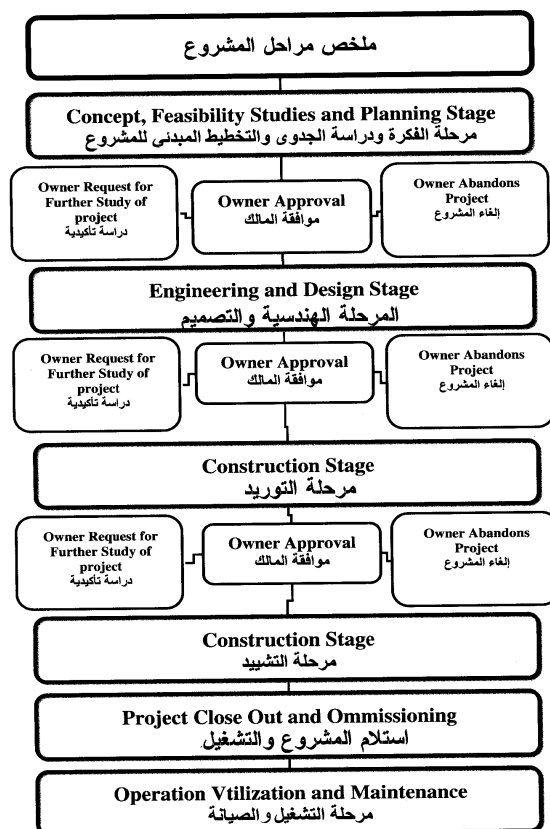 ملخص مراحل المشروع
Concept, Feasibility Studies and Planning Stage
مرحلة الفكرة ودراسة الجدوى والتخطيط المبدئى للمشروع
Owner Request for
Further Study of
project
دراسة تأكيدية
Owner Approval
موافقة المالك
Owner Abandons
Project
إلغاء المشروع
Engineering and Design Stage
المرحلة الهندسية والتصميم
Owner Request for
Further Study of
project
دراسة تأكيدية
Owner Approval
موافقة المالك
Owner Abandons
Project
إلغاء المشروع
Construction Stage
مرحلة التوريد
Owner Request for
Further Study of
project
دراسة تأكيدية
Owner Approval
موافقة المالك
Owner Abandons
Project
إلغاء المشروع
Construction Stage
مرحلة التشييد
Project Close Out and Ommissioning
استلام المشروع والتشغيل
Operation Vtilization and Maintenance
مرحلة التشغيل والصيانة